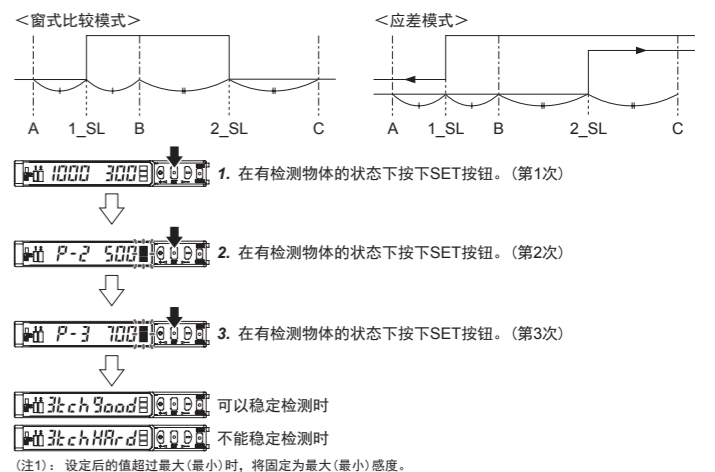 ＜窗式比较模式＞ ＜应差模式＞
A 1_SL B 2_SL C A 1_SL B 2_SL C
1000 300 1. 在有检测物体的状态下按下SET按钮。(第1次)
P-2 500 2. 在有检测物体的状态下按下SET按钮。(第2次)
P-3 700 3. 在有检测物体的状态下按下SET按钮。(第3次)
3tch good 可以稳定检测时
3tch HArd 不能稳定检测时
(注1)： 设定后的值超过最大(最小)时，将固定为最大(最小)感度。